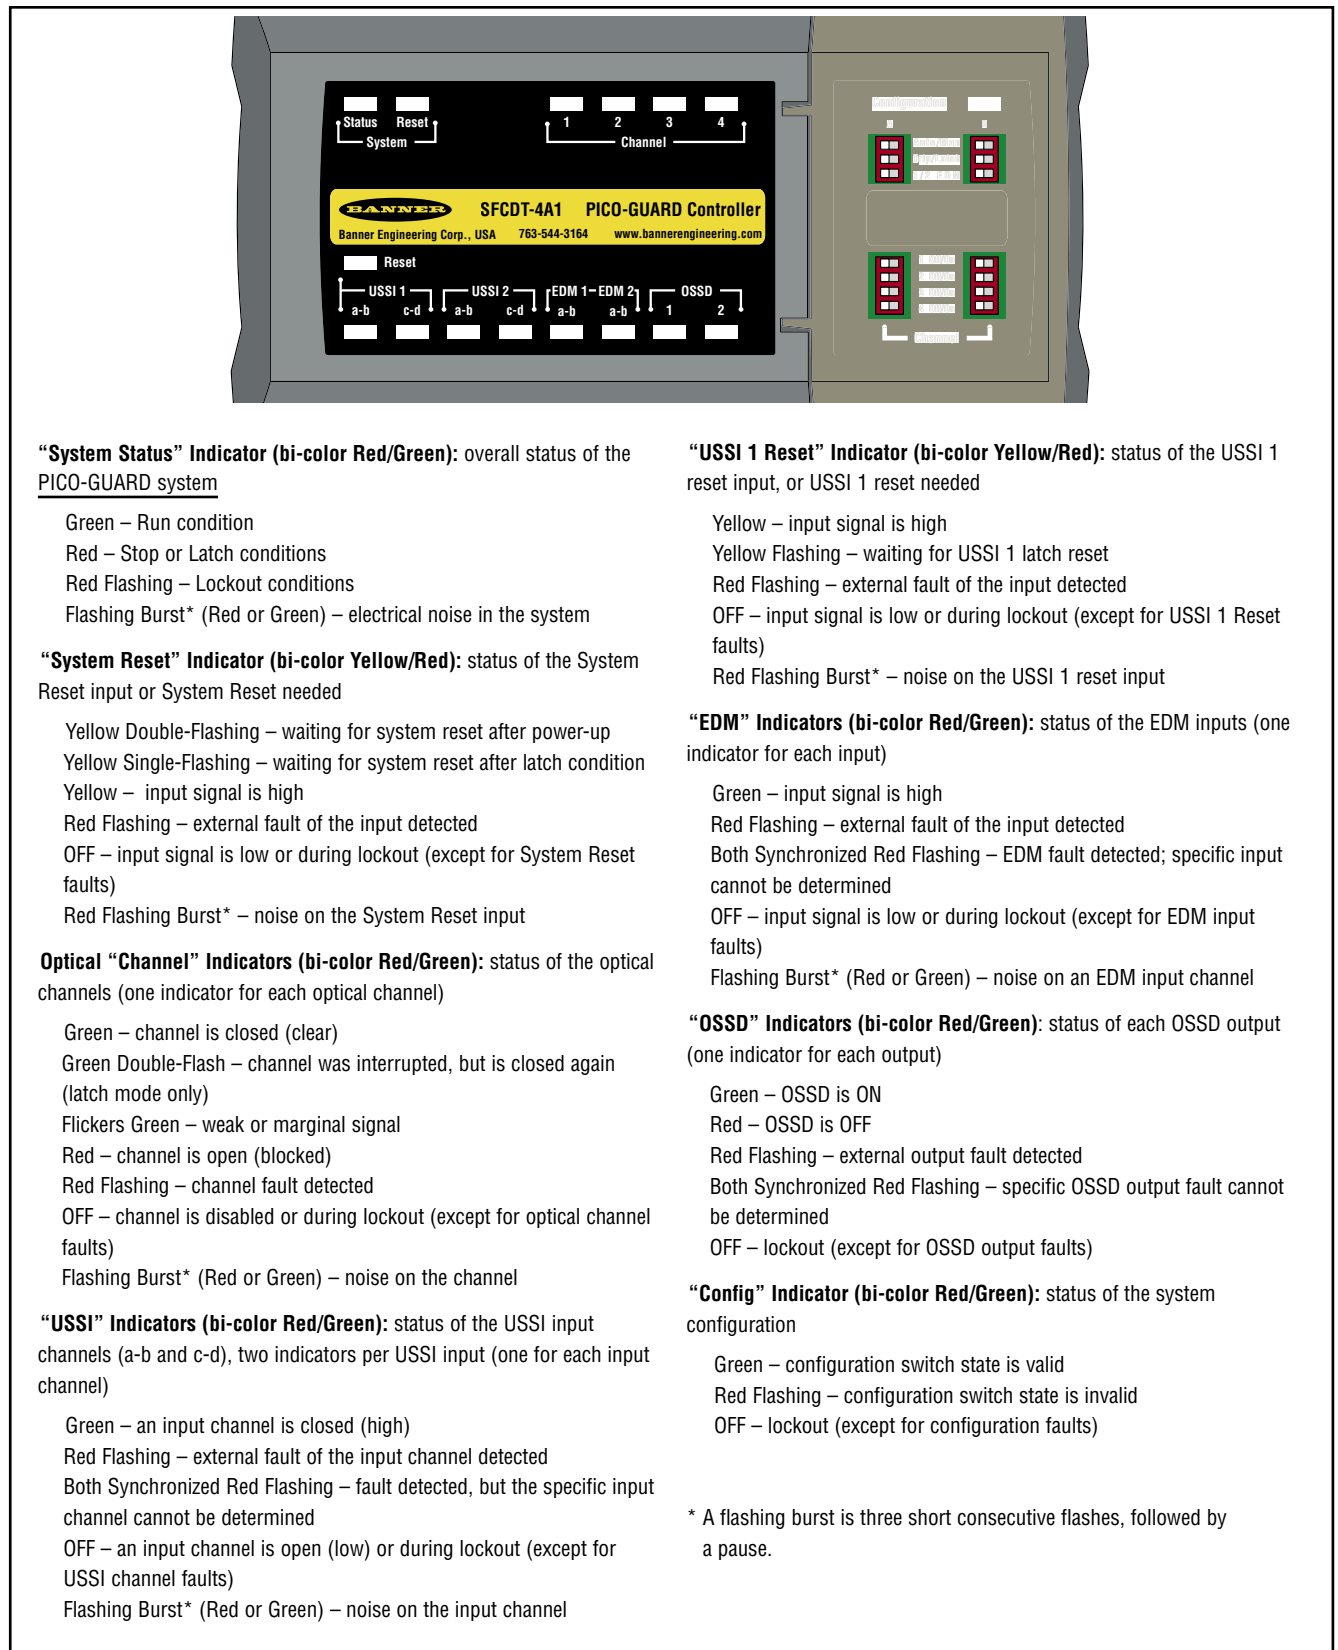 Status Reset
System
1 2 3 4
Channel
Configuration
BANNER SFCDT-4A1 PICO-GUARD Controller
Banner Engineering Corp., USA 763-544-3164 www.bannerengineering.com
Reset
USSI 1 USSI 2 EDM 1 EDM 2 OSSD
a-b c-d a-b c-d a-b a-b 1 2
Channel
“System Status” Indicator (bi-color Red/Green): overall status of the
PICO-GUARD system
Green – Run condition
Red – Stop or Latch conditions
Red Flashing – Lockout conditions
Flashing Burst* (Red or Green) – electrical noise in the system
“System Reset” Indicator (bi-color Yellow/Red): status of the System
Reset input or System Reset needed
Yellow Double-Flashing – waiting for system reset after power-up
Yellow Single-Flashing – waiting for system reset after latch condition
Yellow – input signal is high
Red Flashing – external fault of the input detected
OFF – input signal is low or during lockout (except for System Reset
faults)
Red Flashing Burst* – noise on the System Reset input
Optical “Channel” Indicators (bi-color Red/Green): status of the optical
channels (one indicator for each optical channel)
Green – channel is closed (clear)
Green Double-Flash – channel was interrupted, but is closed again
(latch mode only)
Flickers Green – weak or marginal signal
Red – channel is open (blocked)
Red Flashing – channel fault detected
OFF – channel is disabled or during lockout (except for optical channel
faults)
Flashing Burst* (Red or Green) – noise on the channel
“USSI” Indicators (bi-color Red/Green): status of the USSI input
channels (a-b and c-d), two indicators per USSI input (one for each input
channel)
Green – an input channel is closed (high)
Red Flashing – external fault of the input channel detected
Both Synchronized Red Flashing – fault detected, but the specific input
channel cannot be determined
OFF – an input channel is open (low) or during lockout (except for
USSI channel faults)
Flashing Burst* (Red or Green) – noise on the input channel
“USSI 1 Reset” Indicator (bi-color Yellow/Red): status of the USSI 1
reset input, or USSI 1 reset needed
Yellow – input signal is high
Yellow Flashing – waiting for USSI 1 latch reset
Red Flashing – external fault of the input detected
OFF – input signal is low or during lockout (except for USSI 1 Reset
faults)
Red Flashing Burst* – noise on the USSI 1 reset input
“EDM” Indicators (bi-color Red/Green): status of the EDM inputs (one
indicator for each input)
Green – input signal is high
Red Flashing – external fault of the input detected
Both Synchronized Red Flashing – EDM fault detected; specific input
cannot be determined
OFF – input signal is low or during lockout (except for EDM input
faults)
Flashing Burst* (Red or Green) – noise on an EDM input channel
“OSSD” Indicators (bi-color Red/Green): status of each OSSD output
(one indicator for each output)
Green – OSSD is ON
Red – OSSD is OFF
Red Flashing – external output fault detected
Both Synchronized Red Flashing – specific OSSD output fault cannot
be determined
OFF – lockout (except for OSSD output faults)
“Config” Indicator (bi-color Red/Green): status of the system
configuration
Green – configuration switch state is valid
Red Flashing – configuration switch state is invalid
OFF – lockout (except for configuration faults)
* A flashing burst is three short consecutive flashes, followed by
a pause.